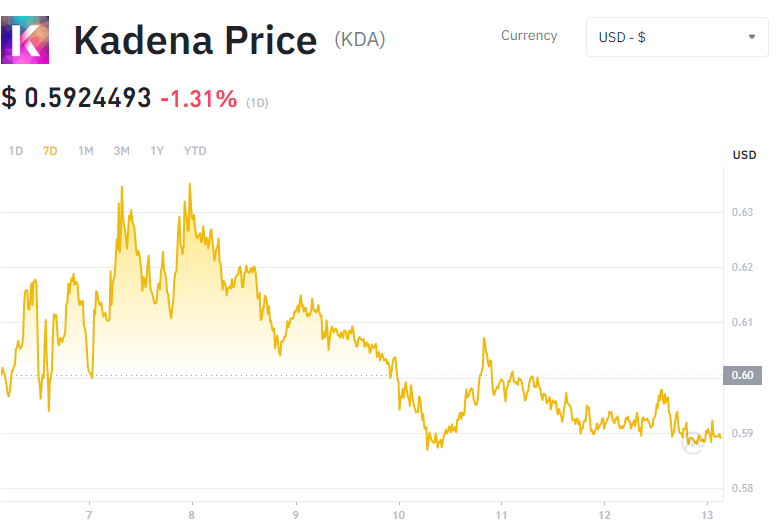 K
Kadena Price (KDA)
Currency
USD - $
$ 0.5924493 -1.31% (1D)
1D 7D 1M 3M 1Y YTD
USD
0.63
0.62
0.61
0.60
0.59
0.58
7 8 9 10 11 12 13